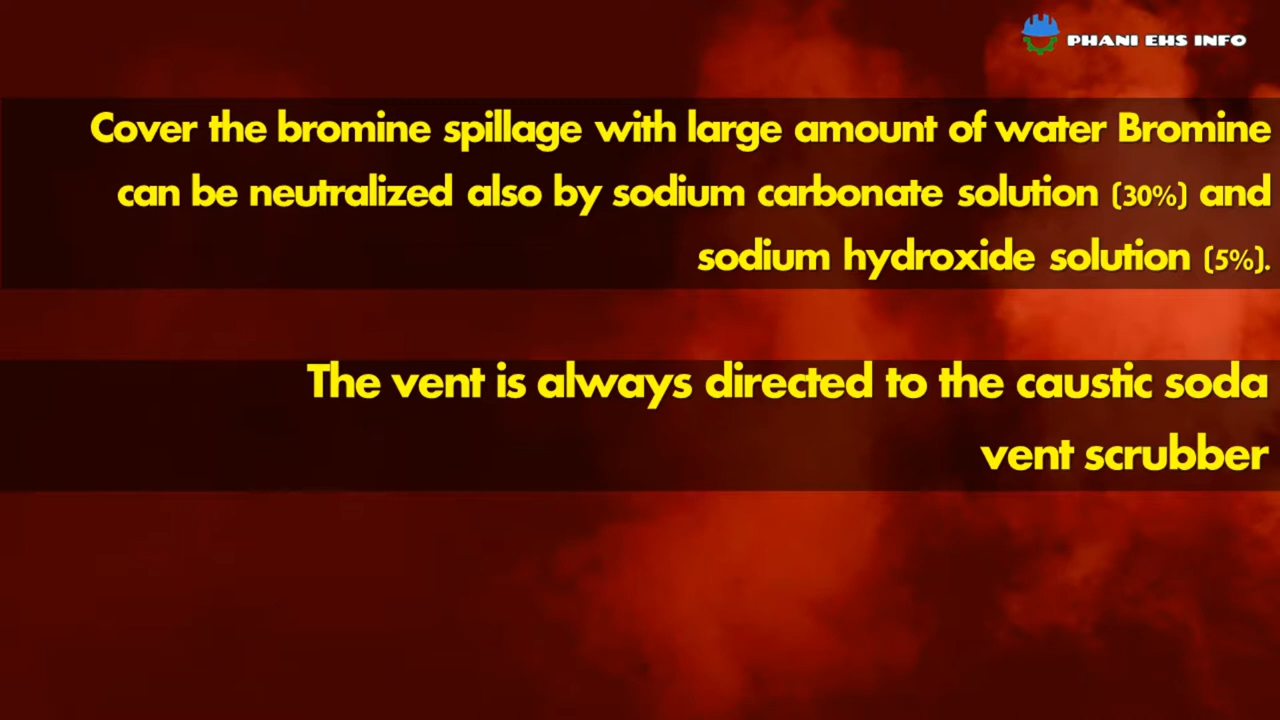 PHANI EHS INFO
Cover the bromine spillage with large amount of water Bromine
can be neutralized also by sodium carbonate solution (30%) and
sodium hydroxide solution (5%).
The vent is always directed to the caustic soda
vent scrubber